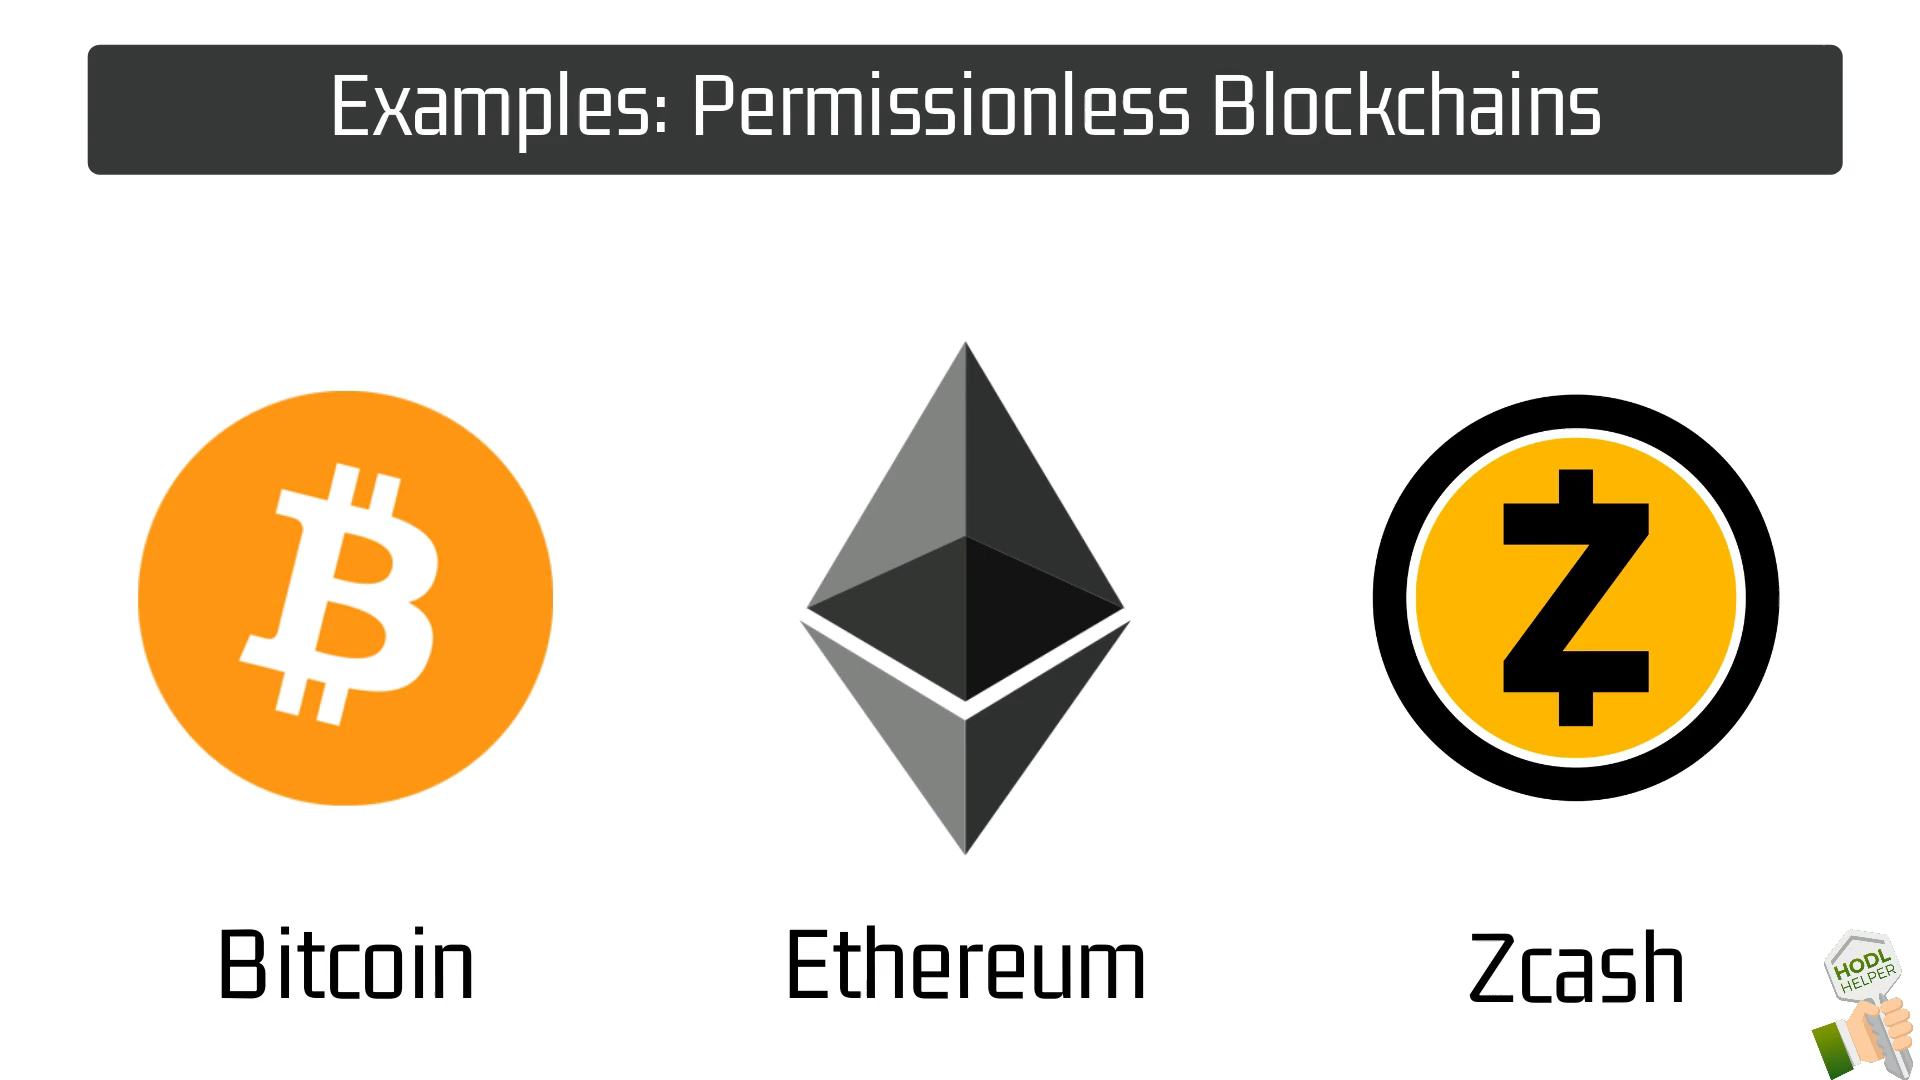 Examples: Permissionless Blockchains
Bitcoin
Ethereum
Zcash
HODL
HELPER